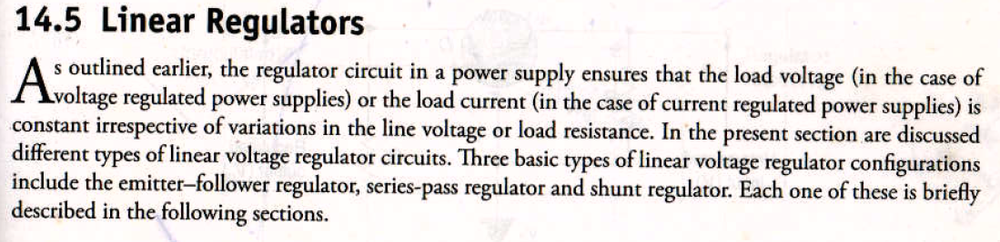 14.5 Linear Regulators
As outlined earlier, the regulator circuit in a power supply ensures that the load voltage (in the case of
voltage regulated power supplies) or the load current (in the case of current regulated power supplies) is
constant irrespective of variations in the line voltage or load resistance. In the present section are discussed
different types of linear voltage regulator circuits. Three basic types of linear voltage regulator configurations
include the emitter–follower regulator, series-pass regulator and shunt regulator. Each one of these is briefly
described in the following sections.